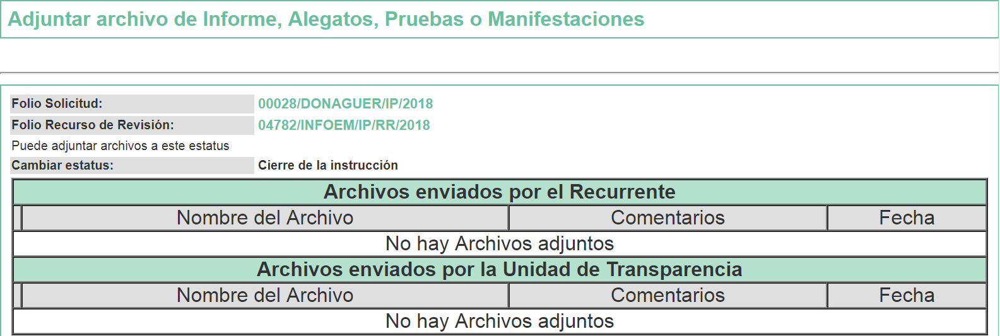 Adjuntar archivo de Informe, Alegatos, Pruebas o Manifestaciones
Folio Solicitud: 00028/DONAGUER/IP/2018
Folio Recurso de Revisión: 04782/INFOEM/IP/RR/2018
Puede adjuntar archivos a este estatus
Cambiar estatus: Cierre de la instrucción
Archivos enviados por el Recurrente
Nombre del Archivo Comentarios Fecha
No hay Archivos adjuntos
Archivos enviados por la Unidad de Transparencia
Nombre del Archivo Comentarios Fecha
No hay Archivos adjuntos